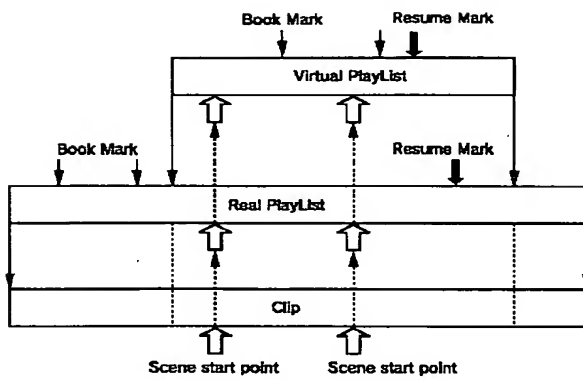 Book Mark Resume Mark
Virtual PlayList
Book Mark Resume Mark
Real PlayList
Clip
Scene start point Scene start point